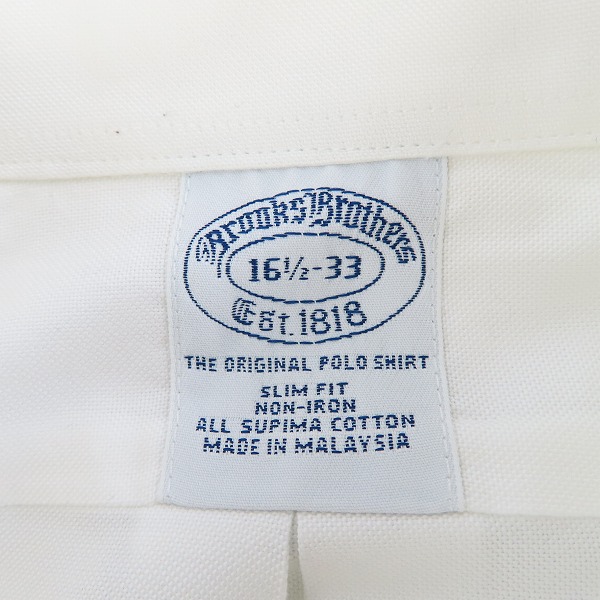 Brooks Brothers
16½-33
Est. 1818
THE ORIGINAL POLO SHIRT
SLIM FIT
NON-IRON
ALL SUPIMA COTTON
MADE IN MALAYSIA